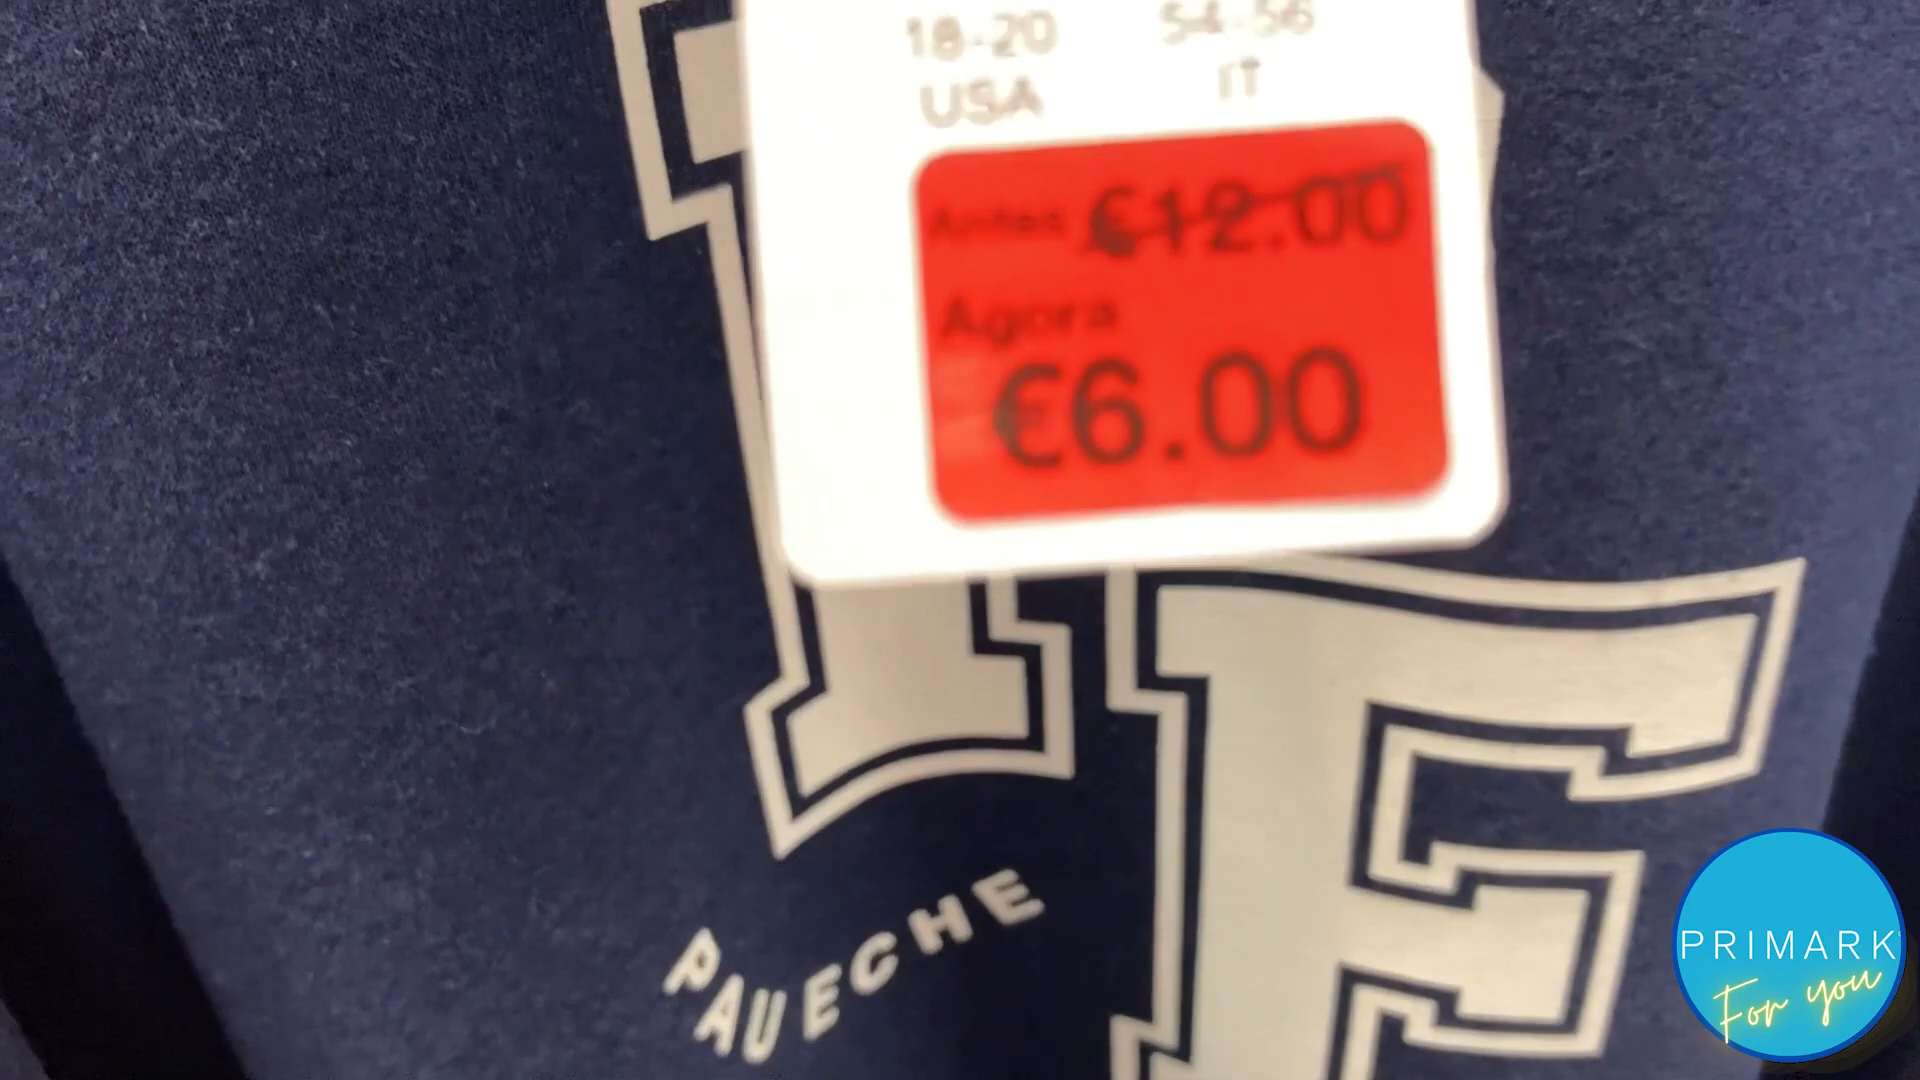 18-20
USA
54-56
IT
Antes €12.00
Agora
€6.00
I
F
PAUECHE
PRIMARK
For you